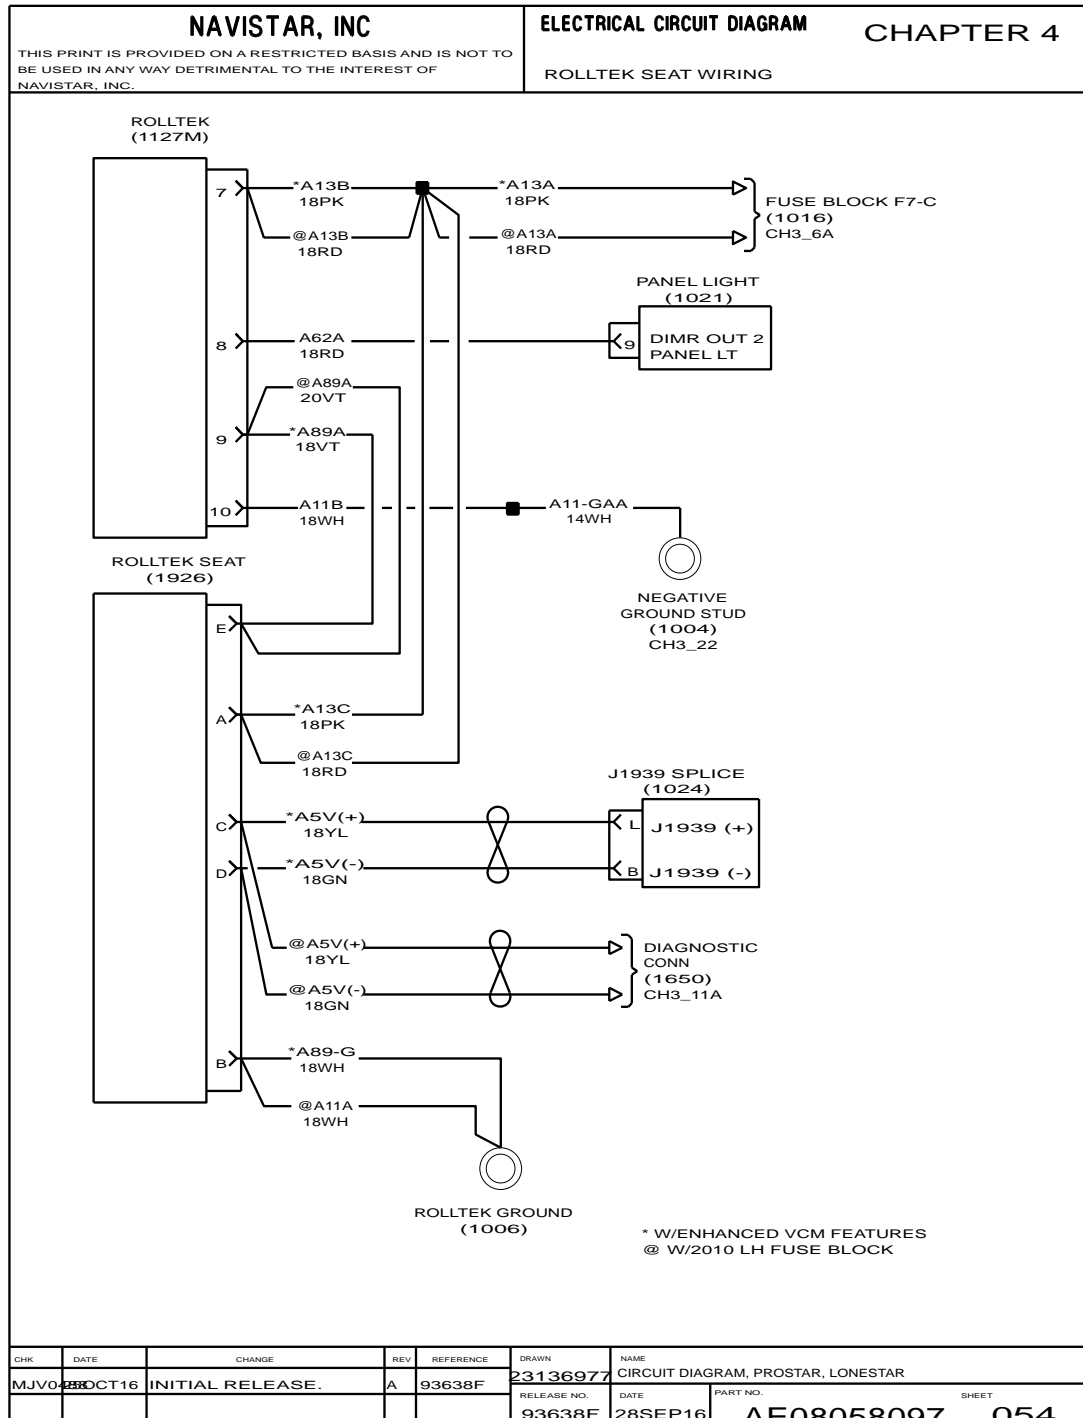 NAVISTAR, INC
THIS PRINT IS PROVIDED ON A RESTRICTED BASIS AND IS NOT TO
BE USED IN ANY WAY DETRIMENTAL TO THE INTEREST OF
NAVISTAR, INC.
ELECTRICAL CIRCUIT DIAGRAM
CHAPTER 4
ROLLTEK SEAT WIRING
ROLLTEK
(1127M)
7
*A13B
18PK
*A13A
18PK
@A13B
18RD
@A13A
18RD
FUSE BLOCK F7-C
(1016)
CH3_6A
PANEL LIGHT
(1021)
8
A62A
18RD
9
DIMR OUT 2
PANEL LT
@A89A
20VT
9
*A89A
18VT
10
A11B
18WH
A11-GAA
14WH
NEGATIVE
GROUND STUD
(1004)
CH3_22
ROLLTEK SEAT
(1926)
E
A
*A13C
18PK
@A13C
18RD
J1939 SPLICE
(1024)
C
*A5V(+)
18YL
L
J1939 (+)
D
*A5V(-)
18GN
B
J1939 (-)
@A5V(+)
18YL
@A5V(-)
18GN
DIAGNOSTIC
CONN
(1650)
CH3_11A
B
*A89-G
18WH
@A11A
18WH
ROLLTEK GROUND
(1006)
* W/ENHANCED VCM FEATURES
@ W/2010 LH FUSE BLOCK
CHK DATE CHANGE REV REFERENCE
INITIAL RELEASE. A 93638F
DRAWN
23136977
NAME
CIRCUIT DIAGRAM, PROSTAR, LONESTAR
RELEASE NO.
93638F
DATE
28SEP16
PART NO.
AE08058097
SHEET
054